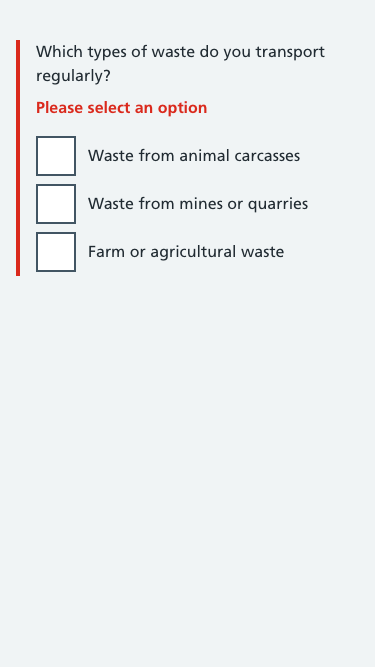 Which types of waste do you transport
regularly?
Please select an option
Waste from animal carcasses
Waste from mines or quarries
Farm or agricultural waste